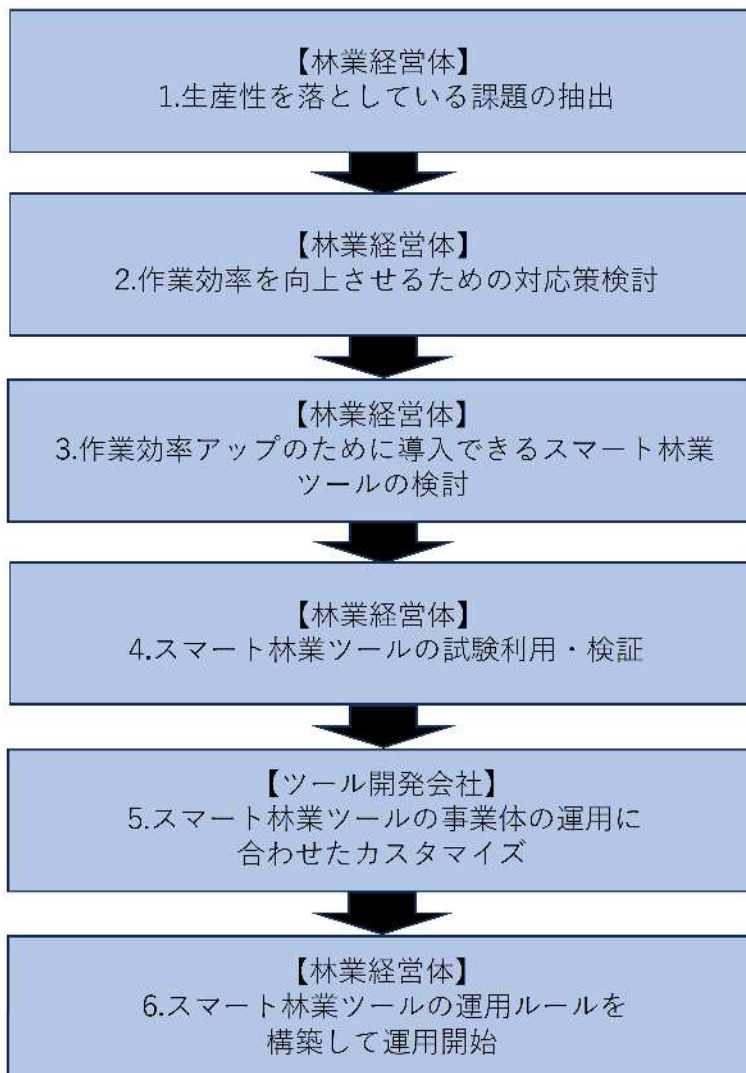 【林業経営体】
1.生産性を落としている課題の抽出
【林業経営体】
2.作業効率を向上させるための対応策検討
【林業経営体】
3.作業効率アップのために導入できるスマート林業
ツールの検討
【林業経営体】
4.スマート林業ツールの試験利用・検証
【ツール開発会社】
5.スマート林業ツールの事業体の運用に
合わせたカスタマイズ
【林業経営体】
6.スマート林業ツールの運用ルールを
構築して運用開始